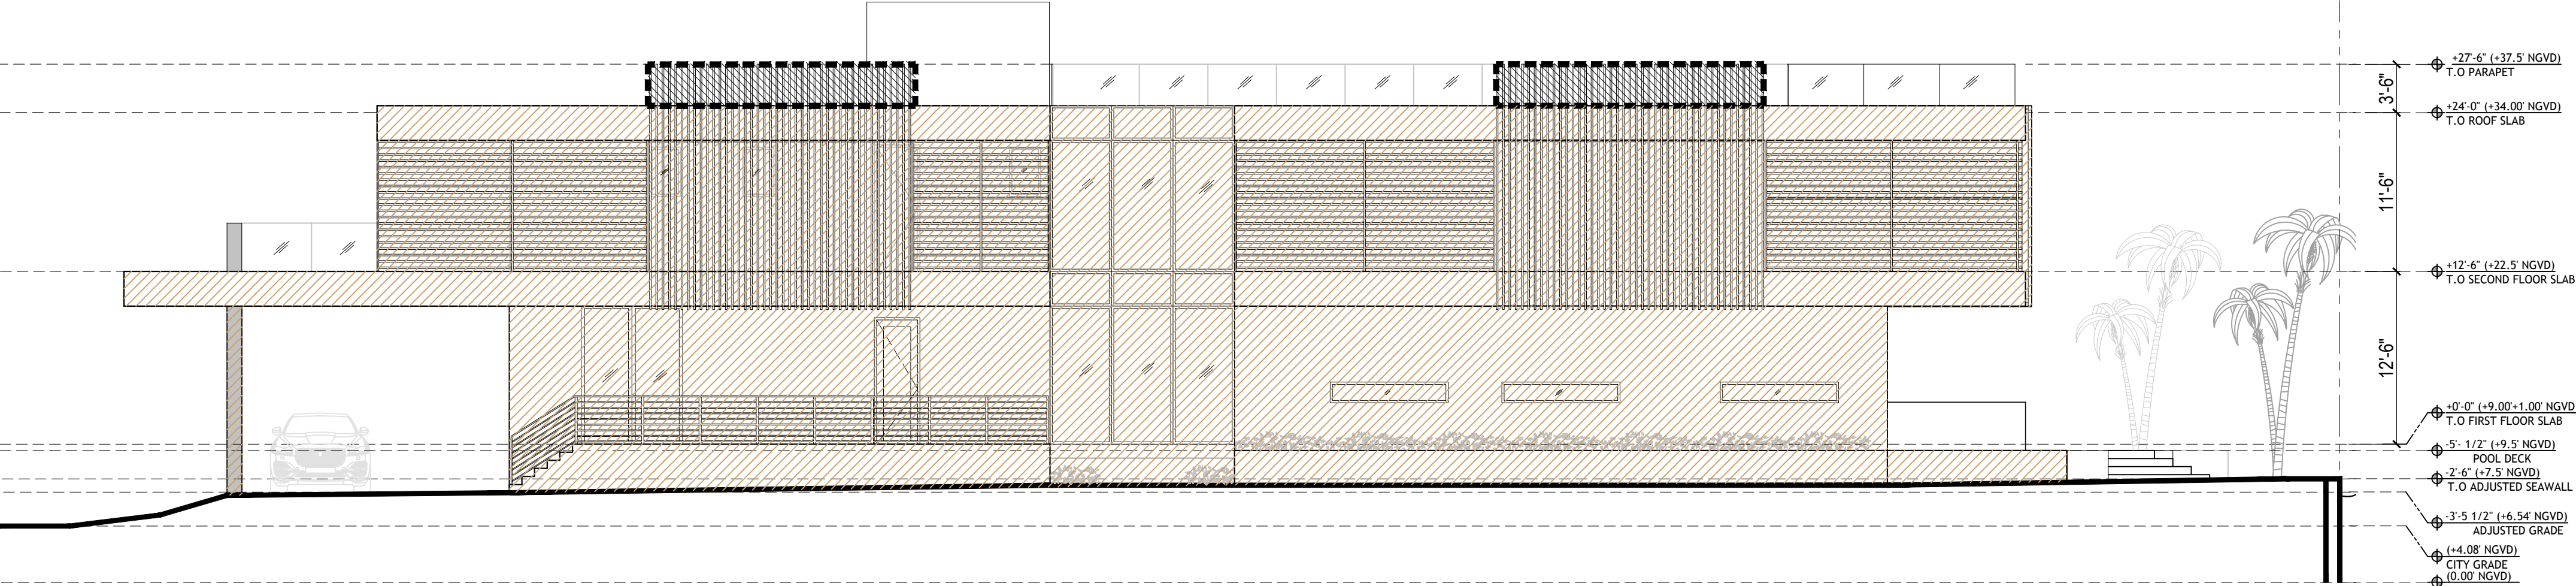 +27'-6" (+37.5' NGVD)
T.O PARAPET
3'-6"
+24'-0" (+34.00' NGVD)
T.O ROOF SLAB
11'-6"
+12'-6" (+22.5' NGVD)
T.O SECOND FLOOR SLAB
12'-6"
+0'-0" (+9.00'+1.00' NGVD
T.O FIRST FLOOR SLAB
-5'- 1/2" (+9.5' NGVD)
POOL DECK
-2'-6" (+7.5' NGVD)
T.O ADJUSTED SEAWALL
-3'-5 1/2" (+6.54' NGVD)
ADJUSTED GRADE
(+4.08' NGVD)
CITY GRADE
(0.00' NGVD)